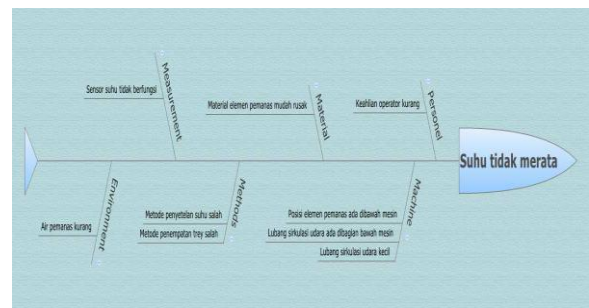 Measurement
Sensor suhu tidak berfungsi
Material
Material elemen pemanas mudah rusak
Personel
Keahlian operator kurang
Suhu tidak merata
Environment
Air pemanas kurang
Methods
Metode penyetelan suhu salah
Metode penempatan trey salah
Machine
Posisi elemen pemanas ada dibawah mesin
Lubang sirkulasi udara ada dibagian bawah mesin
Lubang sirkulasi udara kecil